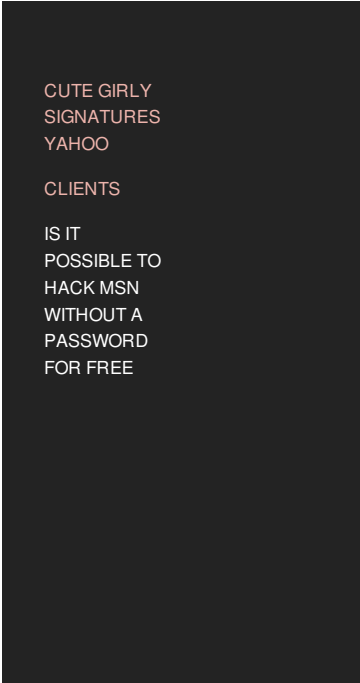 CUTE GIRLY
SIGNATURES
YAHOO
CLIENTS
IS IT
POSSIBLE TO
HACK MSN
WITHOUT A
PASSWORD
FOR FREE